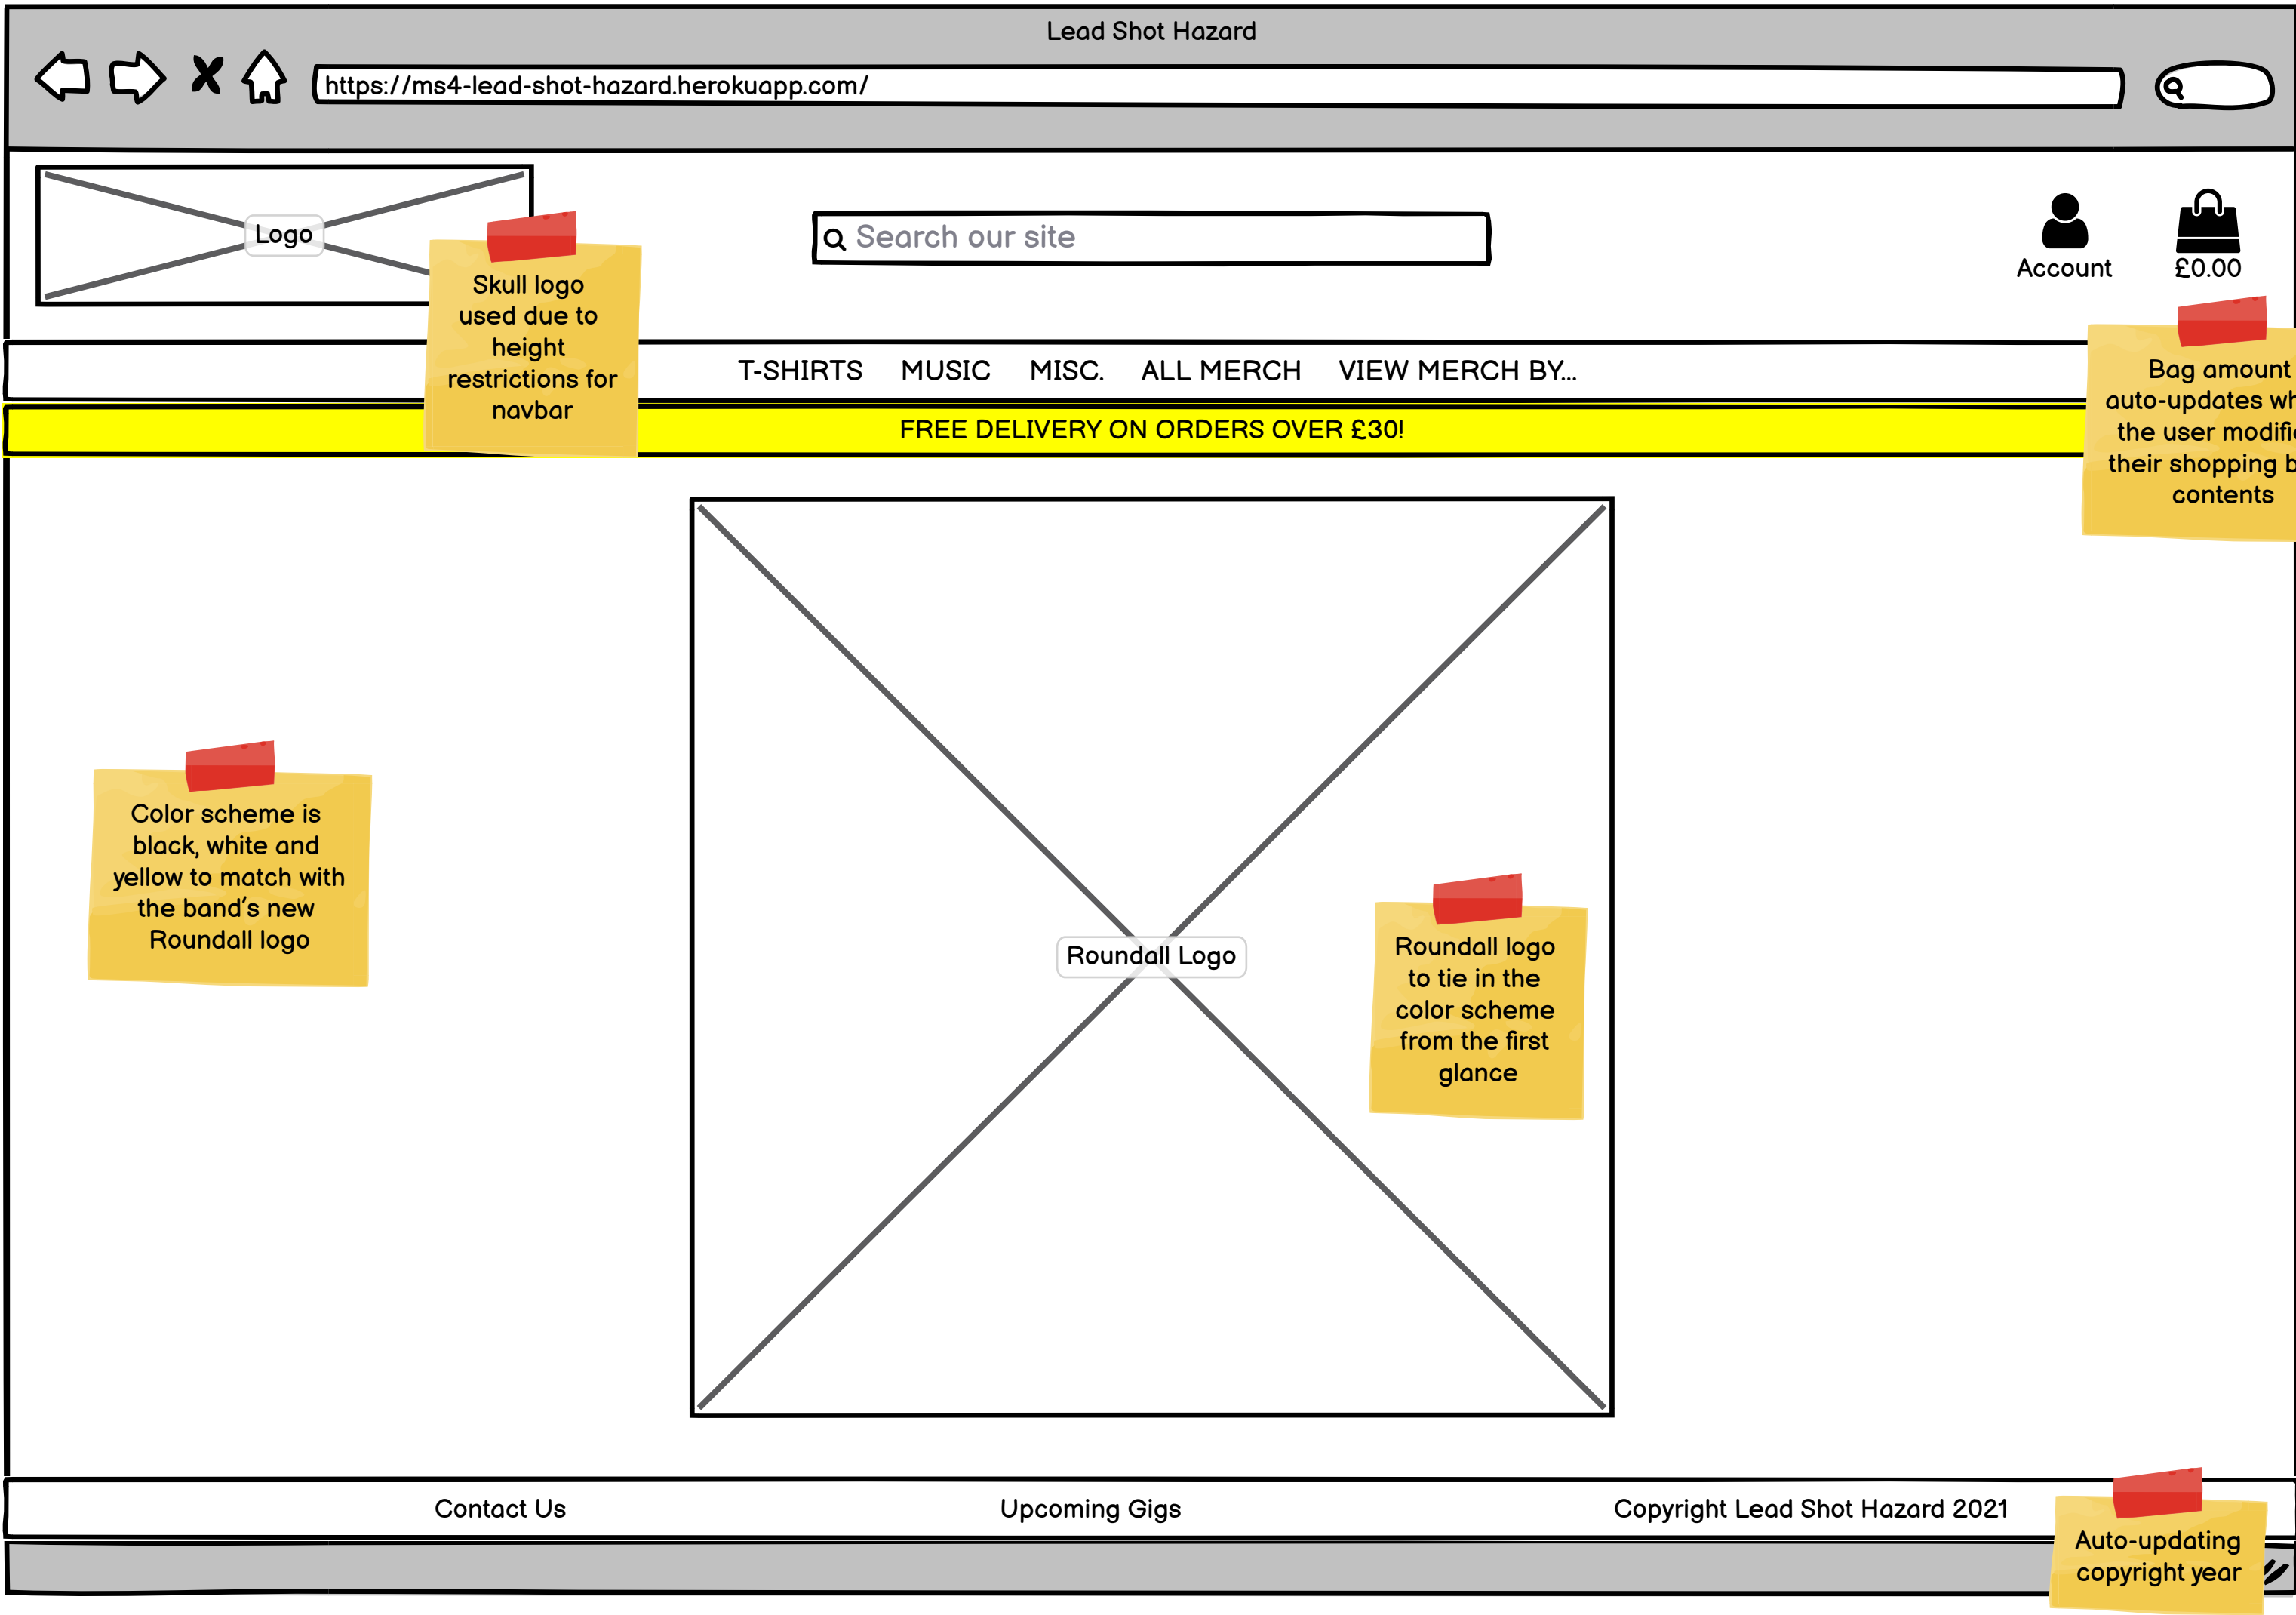 Lead Shot Hazard
https://ms4-lead-shot-hazard.herokuapp.com/
Logo
Search our site
Account
£0.00
Skull logo
used due to
height
restrictions for
navbar
T-SHIRTS MUSIC MISC. ALL MERCH VIEW MERCH BY...
FREE DELIVERY ON ORDERS OVER £30!
Bag amount
auto-updates
the user
their shopping
contents
Color scheme is
black, white and
yellow to match with
the band's new
Roundall logo
Roundall Logo
Roundall logo
to tie in the
color scheme
from the first
glance
Contact Us
Upcoming Gigs
Copyright Lead Shot Hazard 2021
Auto-updating
copyright year